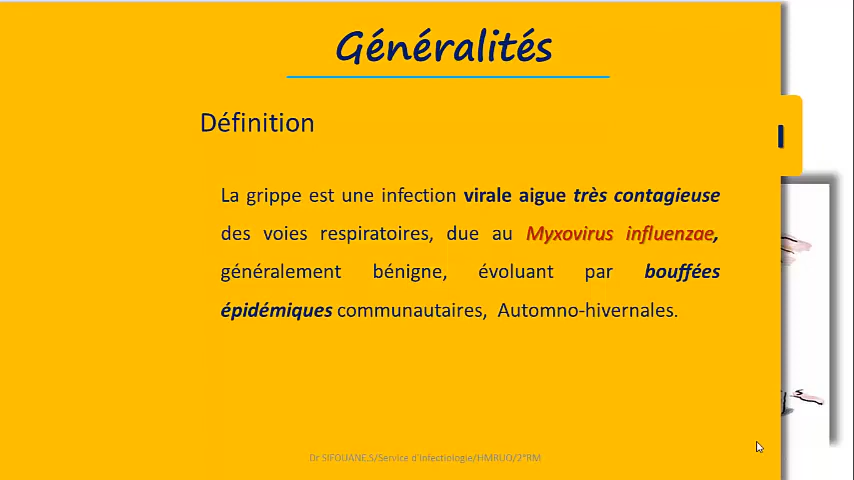 Généralités
Définition
La grippe est une infection virale aigue très contagieuse
des voies respiratoires, due au Myxovirus influenzae,
généralement bénigne, évoluant par bouffées
épidémiques communautaires, Automno-hivernales.
Dr SIFOUANE.S/Service d'Infectiologie/HMRUO/2°RM